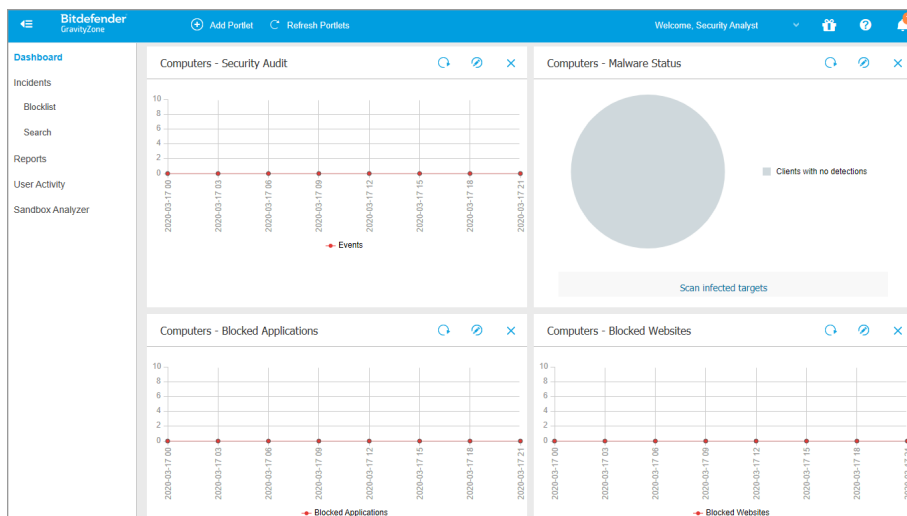 Bitdefender
GravityZone
Add Portlet
Refresh Portlets
Welcome, Security Analyst
Dashboard
Incidents
Blocklist
Search
Reports
User Activity
Sandbox Analyzer
Computers - Security Audit
10
8
6
4
2
0
2020-03-17 00
2020-03-17 03
2020-03-17 06
2020-03-17 09
2020-03-17 12
2020-03-17 15
2020-03-17 18
2020-03-17 21
Events
Computers - Malware Status
Clients with no detections
Scan infected targets
Computers - Blocked Applications
10
8
6
4
2
0
2020-03-17 00
2020-03-17 03
2020-03-17 06
2020-03-17 09
2020-03-17 12
2020-03-17 15
2020-03-17 18
2020-03-17 21
Blocked Applications
Computers - Blocked Websites
10
8
6
4
2
0
2020-03-17 00
2020-03-17 03
2020-03-17 06
2020-03-17 09
2020-03-17 12
2020-03-17 15
2020-03-17 18
Blocked Websites